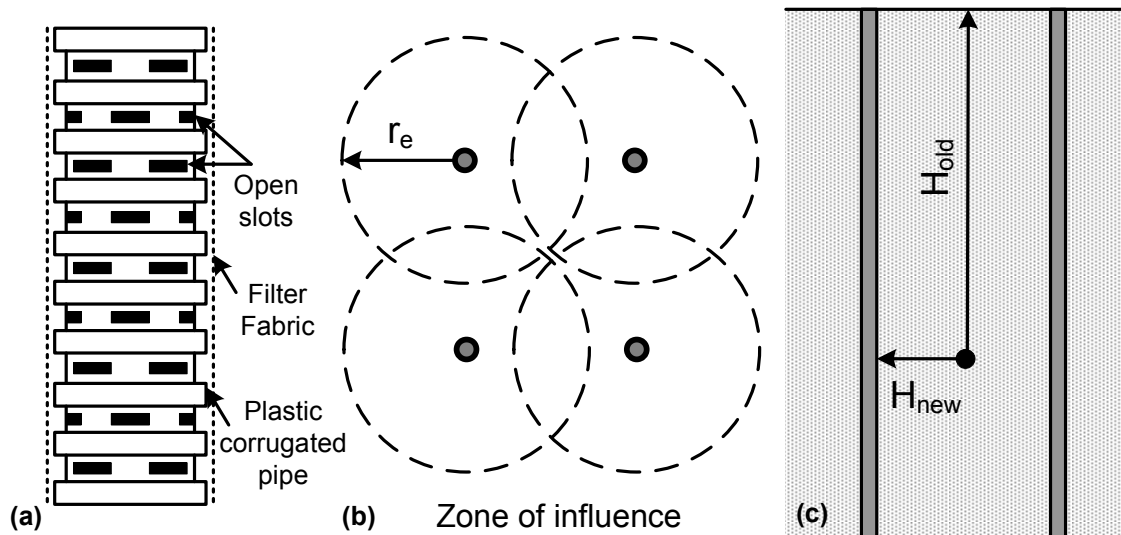 Open
slots
Filter
Fabric
Plastic
corrugated
pipe
(a)
r_e
(b) Zone of influence
H_old
H_new
(c)